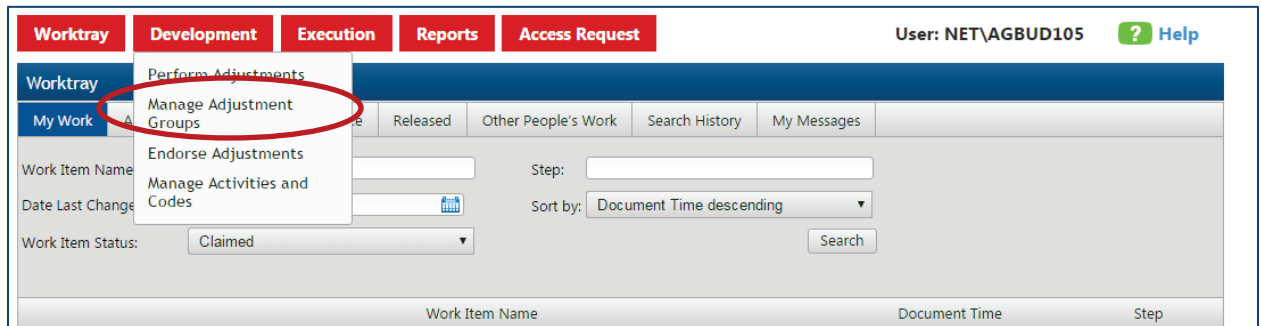 Worktray Development Execution Reports Access Request User: NET\AGBUD105 ? Help
Perform Adjustments
Worktray
Manage Adjustment
Groups
My Work Released Other People's Work Search History My Messages
Endorse Adjustments
Work Item Name Step:
Manage Activities and
Codes
Date Last Change Sort by: Document Time descending
Work Item Status: Claimed Search
Work Item Name Document Time Step